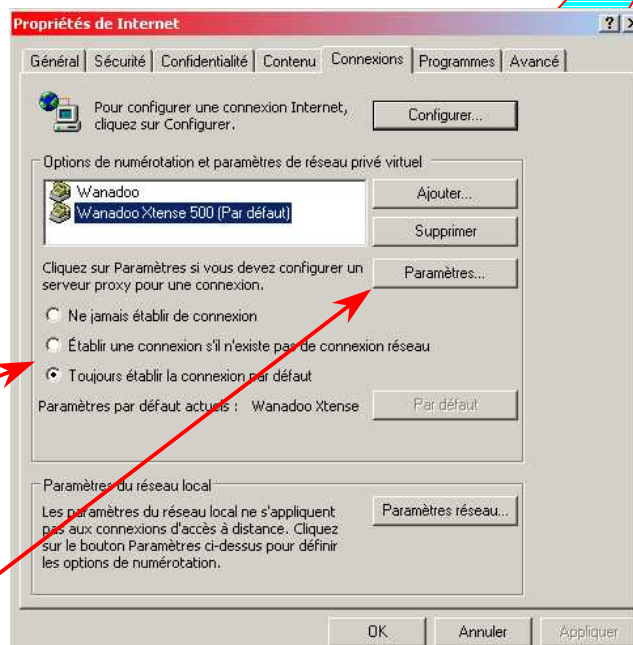 Propriétés de Internet
Général Sécurité Confidentialité Contenu Connexions Programmes Avancé
Pour configurer une connexion Internet,
cliquez sur Configurer.
Configurer...
Options de numérotation et paramètres de réseau privé virtuel
Wanadoo
Wanadoo Xtense 500 (Par défaut)
Ajouter...
Supprimer
Cliquez sur Paramètres si vous devez configurer un
serveur proxy pour une connexion.
Paramètres...
Ne jamais établir de connexion
Établir une connexion s'il n'existe pas de connexion réseau
Toujours établir la connexion par défaut
Paramètres par défaut actuels : Wanadoo Xtense
Par défaut
Paramètres du réseau local
Les paramètres du réseau local ne s'appliquent
pas aux connexions d'accès à distance. Cliquez
sur le bouton Paramètres ci-dessus pour définir
les options de numérotation.
Paramètres réseau...
OK Annuler Appliquer